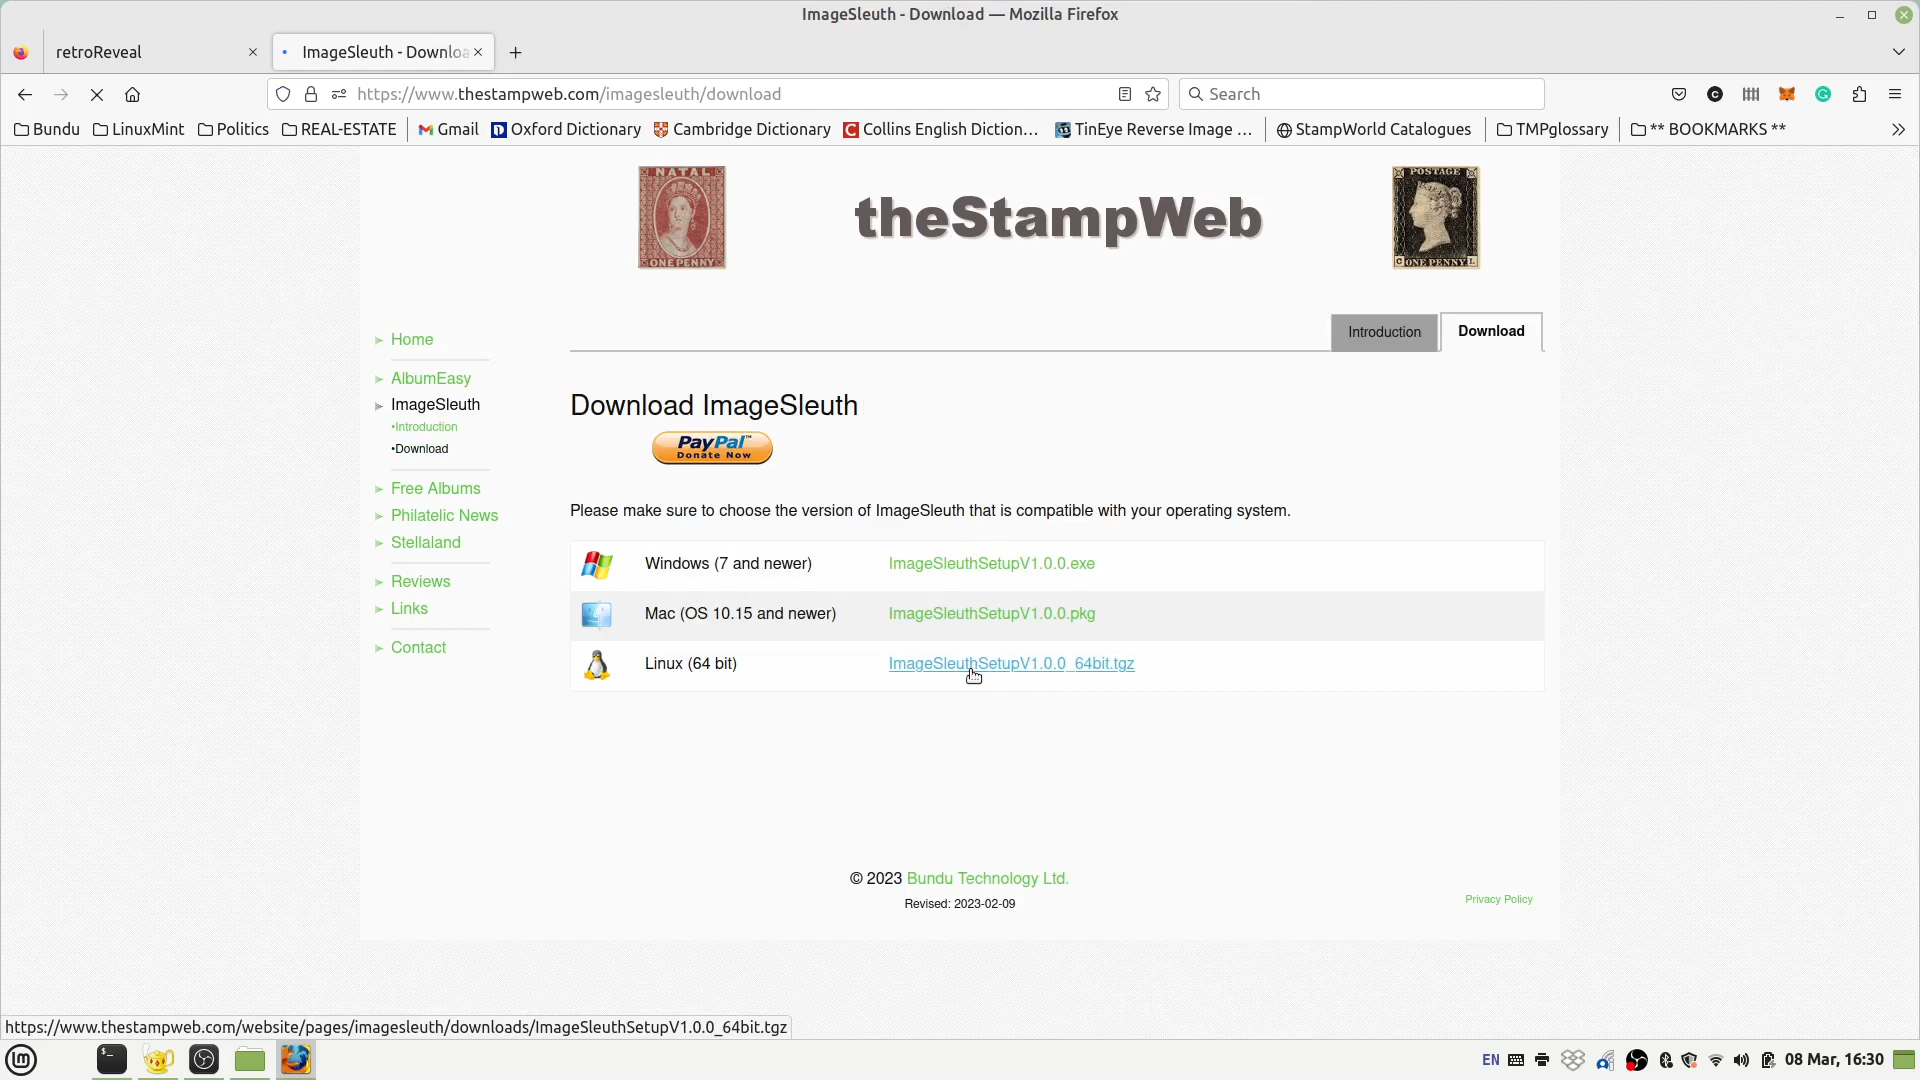 ImageSleuth - Download — Mozilla Firefox
retroReveal
ImageSleuth - Downloa
https://www.thestampweb.com/imagesleuth/download
Search
Bundu
LinuxMint
Politics
REAL-ESTATE
Gmail
Oxford Dictionary
Cambridge Dictionary
Collins English Diction...
TinEye Reverse Image ...
StampWorld Catalogues
TMPglossary
** BOOKMARKS **
NATAL
ONE PENNY
theStampWeb
POSTAGE
C ONE PENNY L
Introduction
Download
Home
AlbumEasy
ImageSleuth
•Introduction
•Download
Free Albums
Philatelic News
Stellaland
Reviews
Links
Contact
Download ImageSleuth
PayPal™
Donate Now
Please make sure to choose the version of ImageSleuth that is compatible with your operating system.
Windows (7 and newer) ImageSleuthSetupV1.0.0.exe
Mac (OS 10.15 and newer) ImageSleuthSetupV1.0.0.pkg
Linux (64 bit) ImageSleuthSetupV1.0.0_64bit.tgz
© 2023 Bundu Technology Ltd.
Revised: 2023-02-09
Privacy Policy
https://www.thestampweb.com/website/pages/imagesleuth/downloads/ImageSleuthSetupV1.0.0_64bit.tgz
EN
08 Mar, 16:30